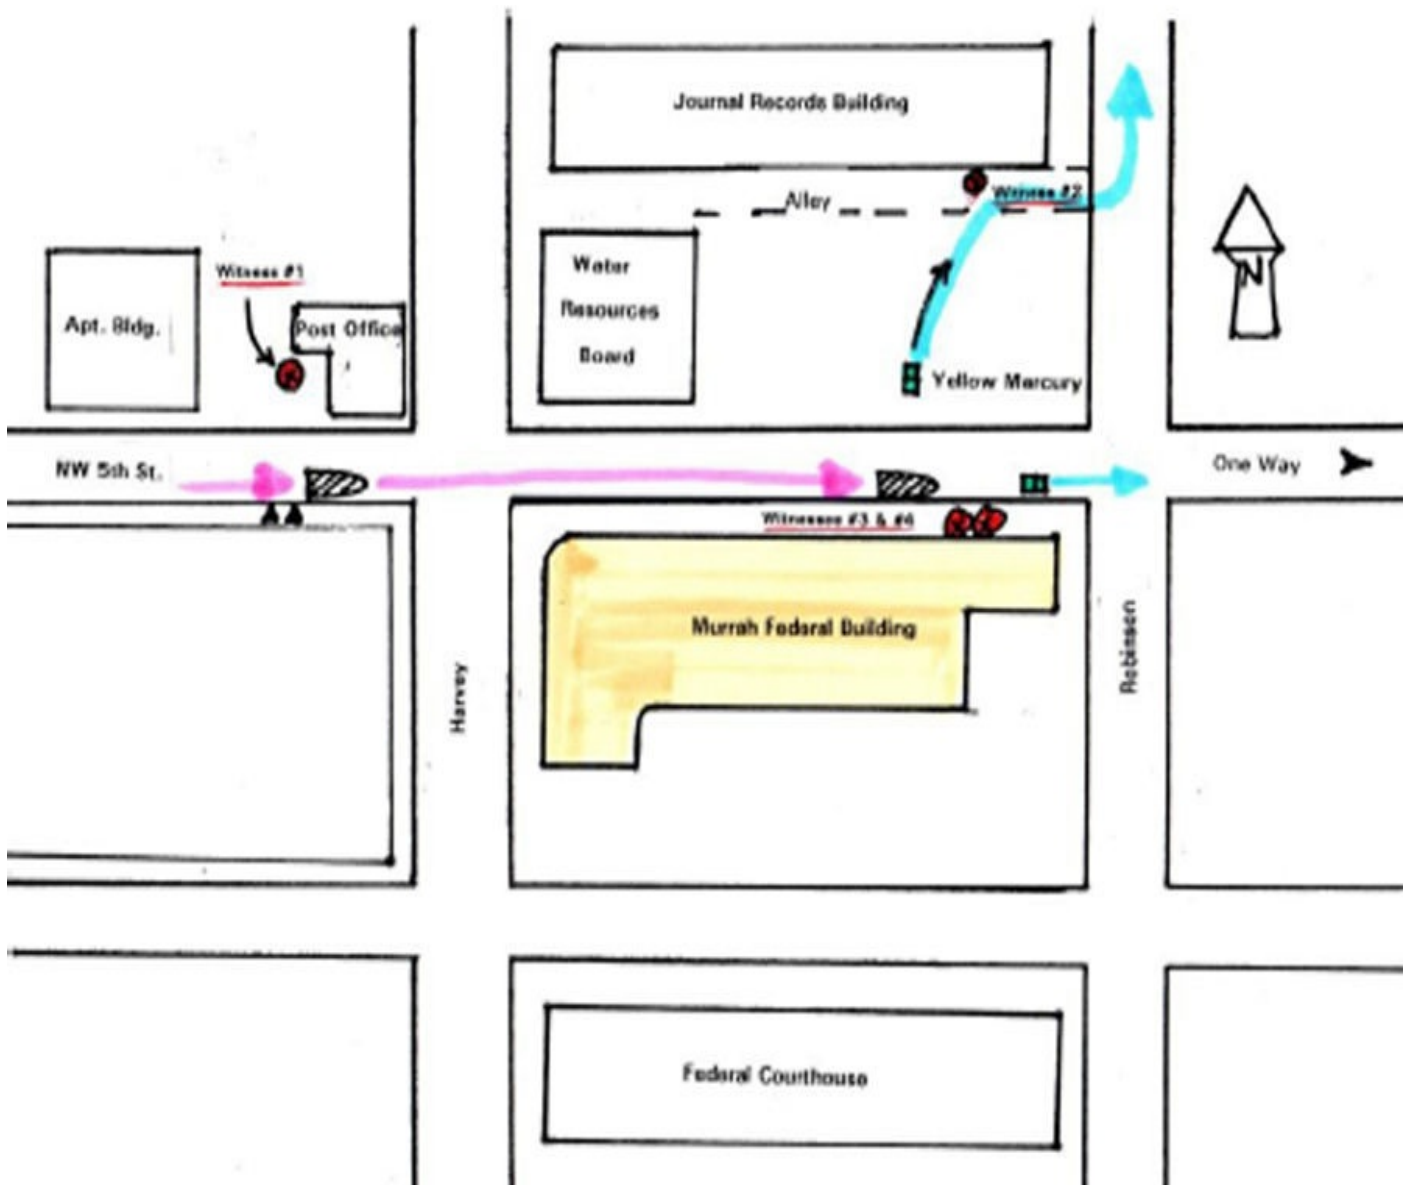 Journal Records Building
Alley
Witness #2
Witness #1
Apt. Bldg.
Post Office
Water
Resources
Board
N
Yellow Mercury
NW 5th St.
One Way
Witnesses #3 & #4
Murrah Federal Building
Harvey
Robinson
Federal Courthouse